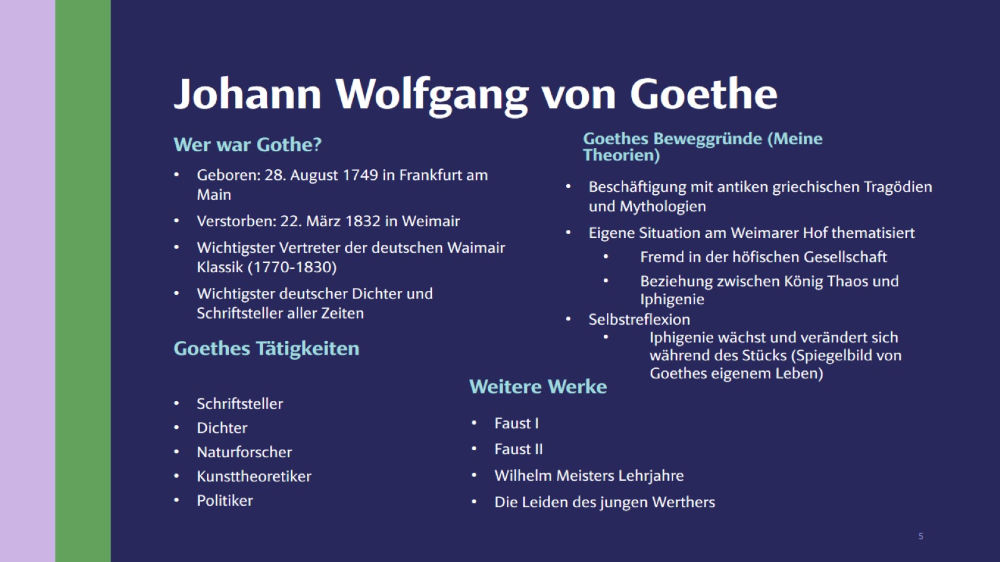 Johann Wolfgang von Goethe
Wer war Gothe?
• Geboren: 28. August 1749 in Frankfurt am
Main
• Verstorben: 22. März 1832 in Weimair
• Wichtigster Vertreter der deutschen Waimair
Klassik (1770-1830)
• Wichtigster deutscher Dichter und
Schriftsteller aller Zeiten
Goethes Tätigkeiten
• Schriftsteller
• Dichter
• Naturforscher
• Kunsttheoretiker
• Politiker
Goethes Beweggründe (Meine
Theorien)
• Beschäftigung mit antiken griechischen Tragödien
und Mythologien
• Eigene Situation am Weimarer Hof thematisiert
• Fremd in der höfischen Gesellschaft
• Beziehung zwischen König Thaos und
Iphigenie
• Selbstreflexion
• Iphigenie wächst und verändert sich
während des Stücks (Spiegelbild von
Goethes eigenem Leben)
Weitere Werke
• Faust I
• Faust II
• Wilhelm Meisters Lehrjahre
• Die Leiden des jungen Werthers
5